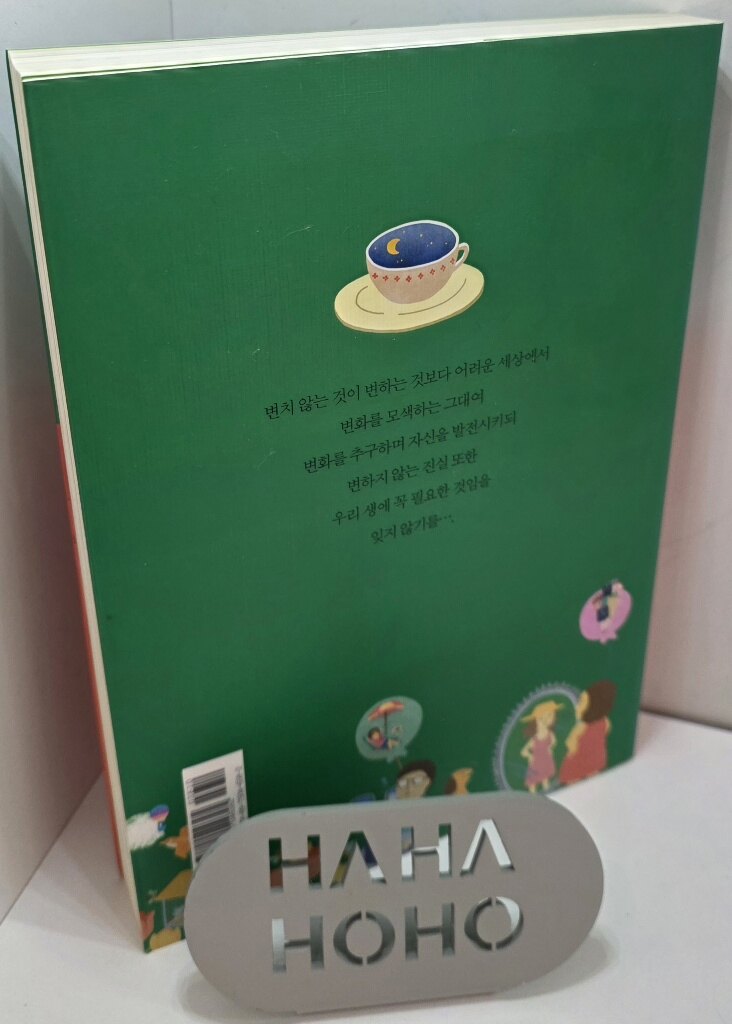 변치 않는 것이 변하는 것보다 어려운 세상에서
변화를 모색하는 그대여
변화를 추구하며 자신을 발전시키되
변하지 않는 진실 또한
우리 생에 꼭 필요한 것임을
잊지 않기를….
HAHA
HOHO